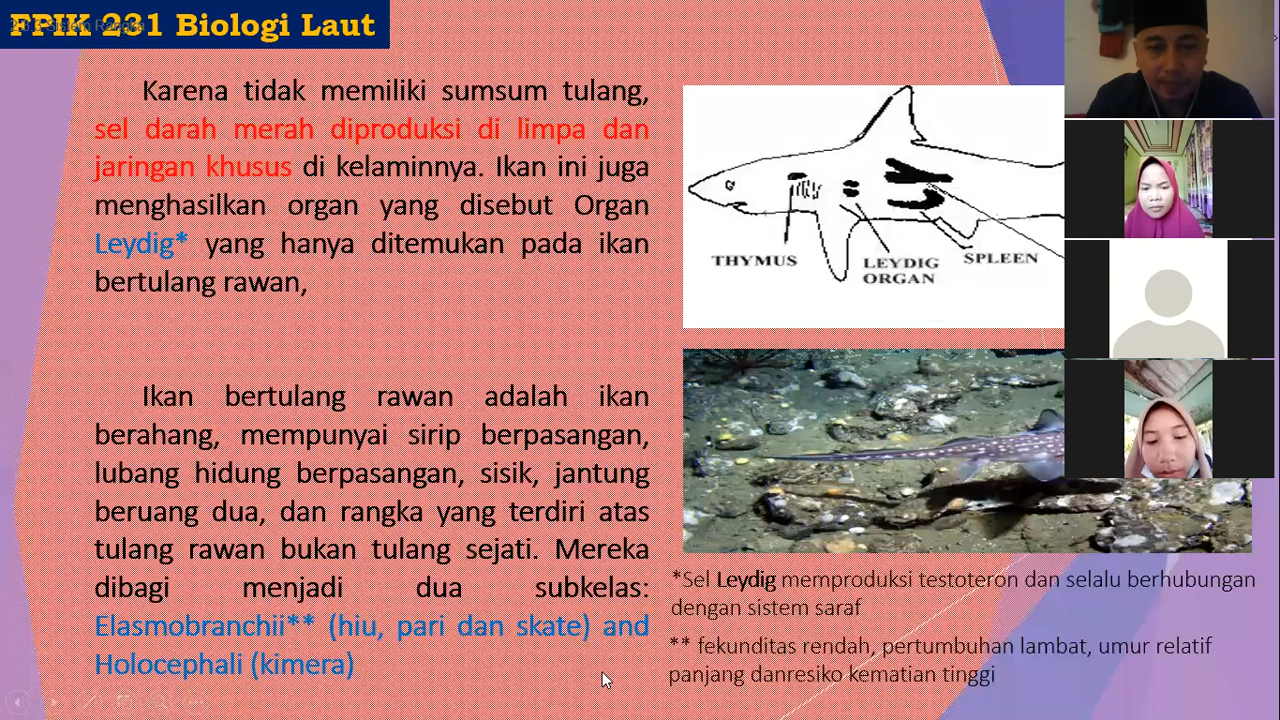 FPIK 231 Biologi Laut
Karena tidak memiliki sumsum tulang,
sel darah merah diproduksi di limpa dan
jaringan khusus di kelaminnya. Ikan ini juga
menghasilkan organ yang disebut Organ
Leydig* yang hanya ditemukan pada ikan
bertulang rawan,
Ikan bertulang rawan adalah ikan
berahang, mempunyai sirip berpasangan,
lubang hidung berpasangan, sisik, jantung
beruang dua, dan rangka yang terdiri atas
tulang rawan bukan tulang sejati. Mereka
dibagi menjadi dua subkelas:
Elasmobranchii** (hiu, pari dan skate) and
Holocephali (kimera)
THYMUS
LEYDIG
ORGAN
SPLEEN
*Sel Leydig memproduksi testoteron dan selalu berhubungan
dengan sistem saraf
** fekunditas rendah, pertumbuhan lambat, umur relatif
panjang danresiko kematian tinggi